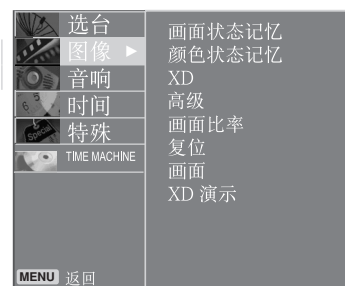 选台
图像
音响
时间
特殊
TIME MACHINE
MENU 返回
画面状态记忆
颜色状态记忆
XD
高级
画面比率
复位
画面
XD 演示